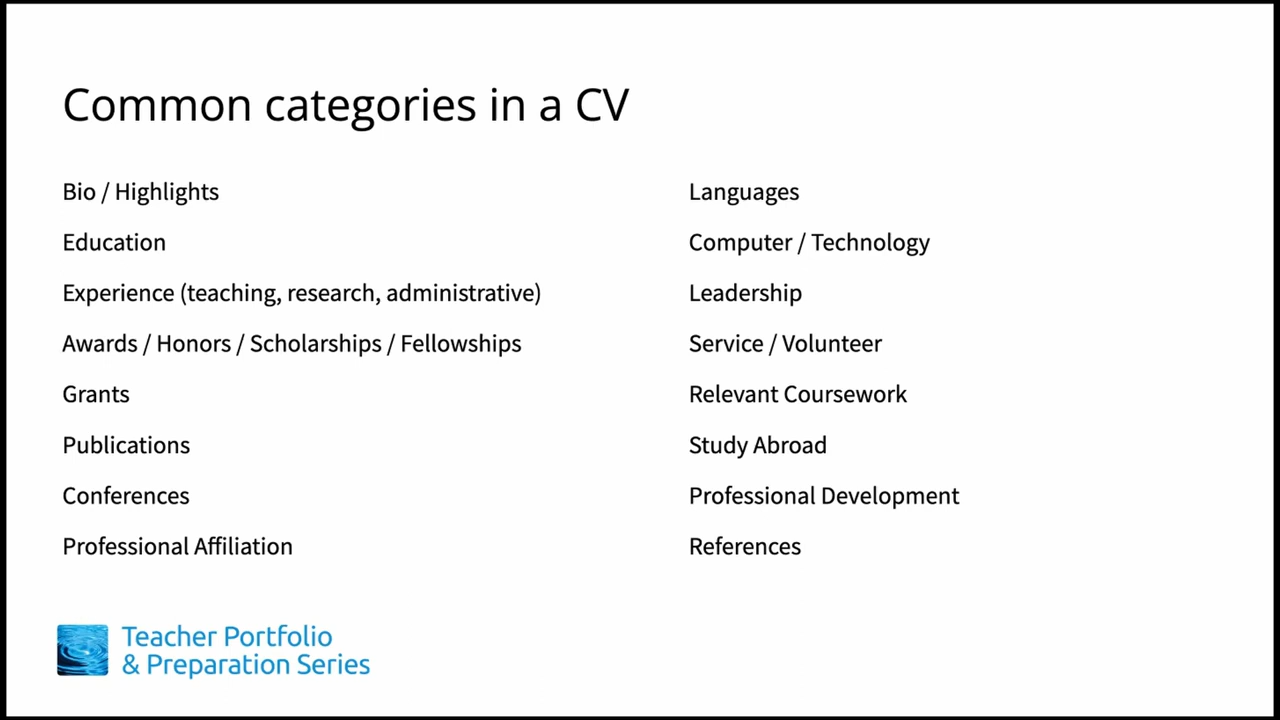 Common categories in a CV
Bio / Highlights
Education
Experience (teaching, research, administrative)
Awards / Honors / Scholarships / Fellowships
Grants
Publications
Conferences
Professional Affiliation
Languages
Computer / Technology
Leadership
Service / Volunteer
Relevant Coursework
Study Abroad
Professional Development
References
Teacher Portfolio
& Preparation Series